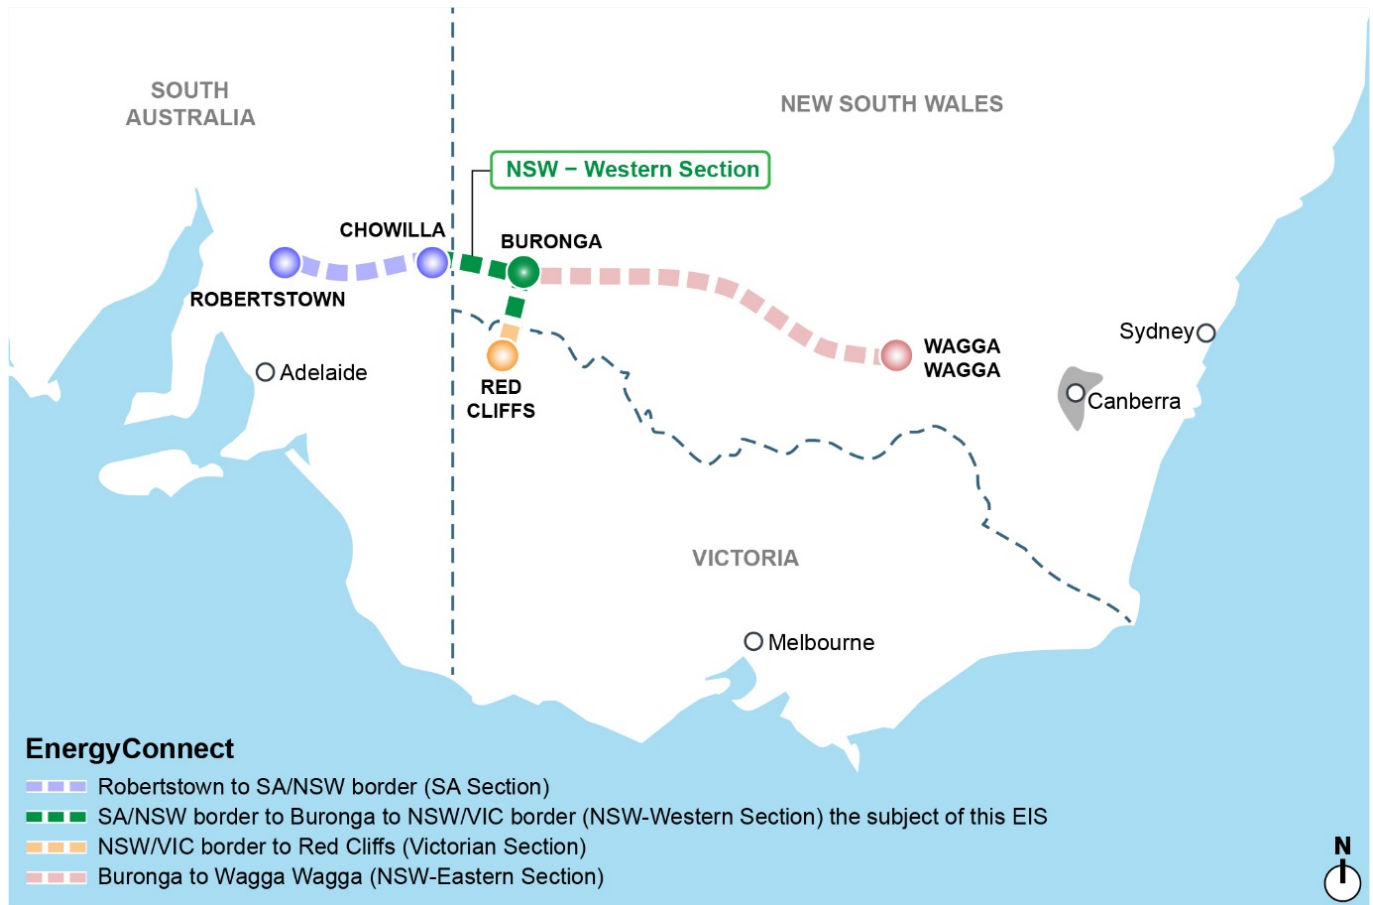 SOUTH
AUSTRALIA
NEW SOUTH WALES
NSW – Western Section
CHOWILLA
BURONGA
ROBERTSTOWN
Sydney
WAGGA
WAGGA
Adelaide
RED
CLIFFS
Canberra
VICTORIA
Melbourne
EnergyConnect
Robertstown to SA/NSW border (SA Section)
SA/NSW border to Buronga to NSW/VIC border (NSW-Western Section) the subject of this EIS
NSW/VIC border to Red Cliffs (Victorian Section)
Buronga to Wagga Wagga (NSW-Eastern Section)
N